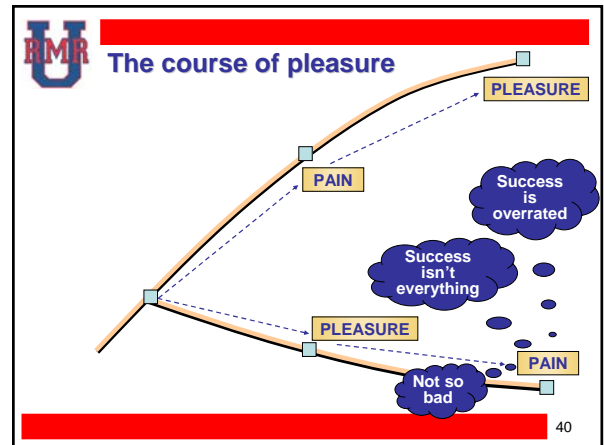 U
RMR
The course of pleasure
PLEASURE
PAIN
Success
is
overrated
Success
isn't
everything
PLEASURE
PAIN
Not so
bad
40